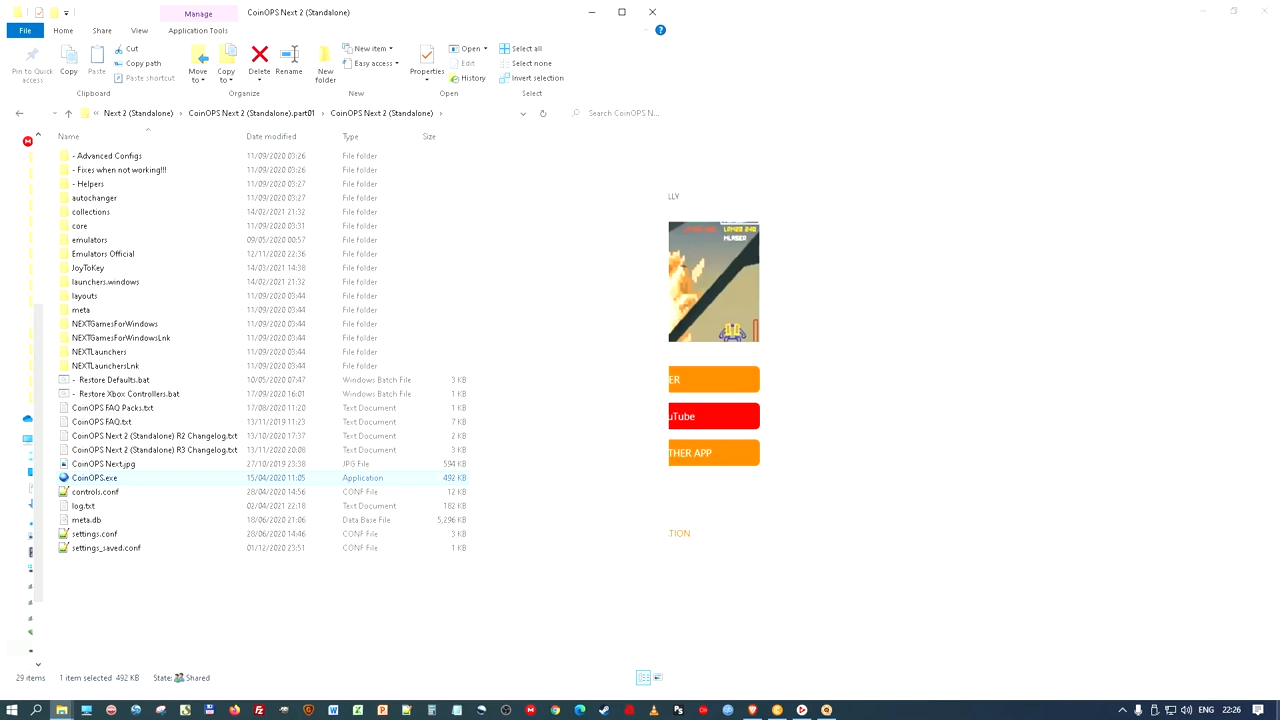 Manage
CoinOPS Next 2 (Standalone)
File
Home
Share
View
Application Tools
Pin to Quick access
Copy
Paste
Cut
Copy path
Paste shortcut
Move to
Copy to
Delete
Rename
New folder
New item
Easy access
Properties
Open
Edit
History
Select all
Select none
Invert selection
Clipboard
Organize
New
Open
Select
« Next 2 (Standalone) › CoinOPS Next 2 (Standalone).part01 › CoinOPS Next 2 (Standalone) ›
Search CoinOPS N...
Name Date modified Type Size
- Advanced Configs 11/09/2020 03:26 File folder
- Fixes when not working!!! 11/09/2020 03:26 File folder
- Helpers 11/09/2020 03:27 File folder
autochanger 11/09/2020 03:27 File folder
collections 14/02/2021 21:32 File folder
core 11/09/2020 03:31 File folder
emulators 09/05/2020 00:57 File folder
Emulators Official 12/11/2020 22:36 File folder
JoyToKey 14/03/2021 14:38 File folder
launchers.windows 14/02/2021 21:32 File folder
layouts 11/09/2020 03:44 File folder
meta 11/09/2020 03:44 File folder
NEXTGamesForWindows 11/09/2020 03:44 File folder
NEXTGamesForWindowsLnk 11/09/2020 03:44 File folder
NEXTLaunchers 11/09/2020 03:44 File folder
NEXTLaunchersLnk 11/09/2020 03:44 File folder
- Restore Defaults.bat 10/05/2020 07:47 Windows Batch File 3 KB
- Restore Xbox Controllers.bat 17/09/2020 16:01 Windows Batch File 1 KB
CoinOPS FAQ Packs.txt 17/08/2020 11:20 Text Document 1 KB
CoinOPS FAQ.txt 13/11/2019 11:23 Text Document 7 KB
CoinOPS Next 2 (Standalone) R2 Changelog.txt 13/10/2020 17:37 Text Document 2 KB
CoinOPS Next 2 (Standalone) R3 Changelog.txt 13/11/2020 20:08 Text Document 3 KB
CoinOPS Next.jpg 27/10/2019 23:38 JPG File 594 KB
CoinOPS.exe 15/04/2020 11:05 Application 492 KB
controls.conf 28/04/2020 14:56 CONF File 12 KB
log.txt 02/04/2021 22:18 Text Document 182 KB
meta.db 18/06/2020 21:06 Data Base File 5,296 KB
settings.conf 28/06/2020 14:46 CONF File 3 KB
settings_saved.conf 01/12/2020 23:51 CONF File 1 KB
LLY
MLASER
ER
uTube
THER APP
TION
29 items 1 item selected 492 KB State: Shared
ENG 22:26